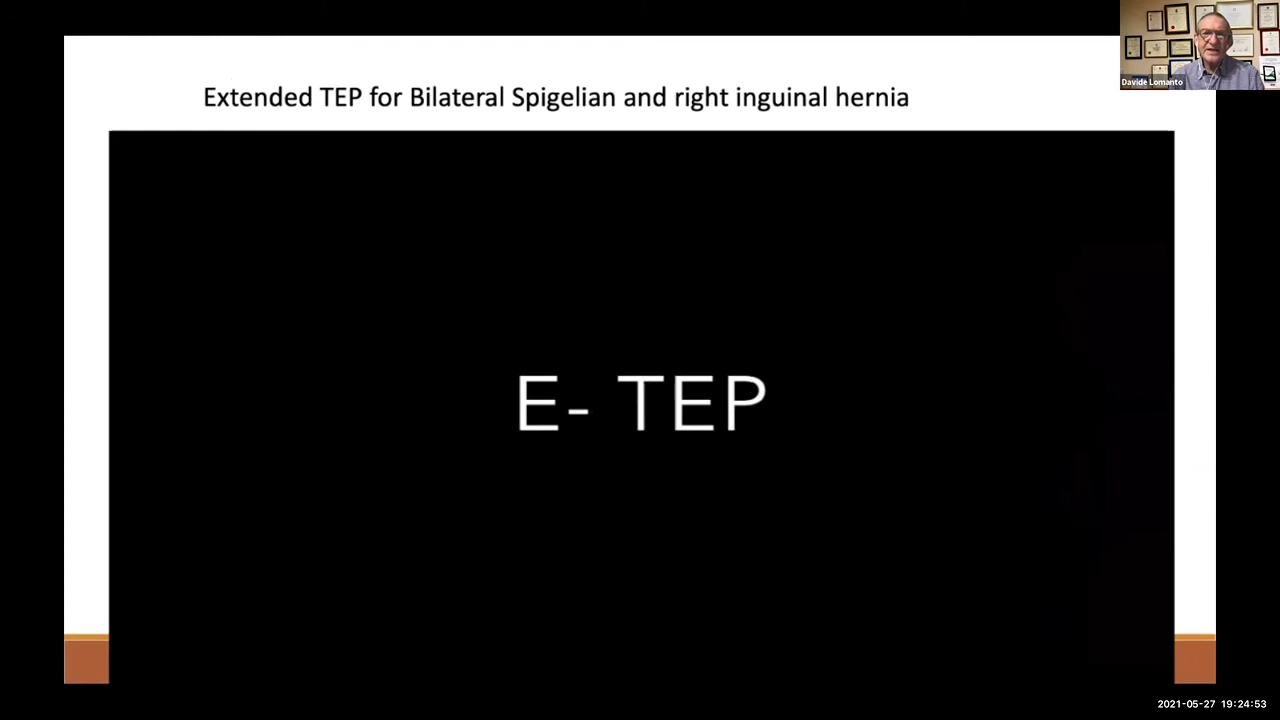 Extended TEP for Bilateral Spigelian and right inguinal hernia
Davide Lomanto
E- TEP
2021-05-27 19:24:53